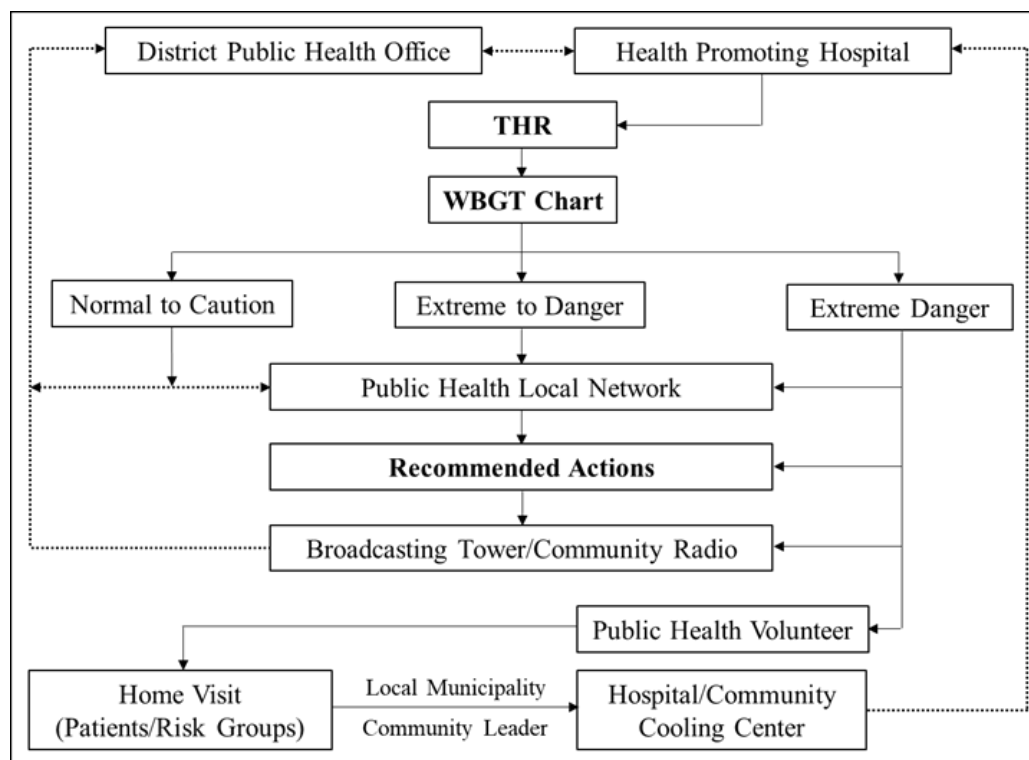 District Public Health Office
Health Promoting Hospital
THR
WBGT Chart
Normal to Caution
Extreme to Danger
Extreme Danger
Public Health Local Network
Recommended Actions
Broadcasting Tower/Community Radio
Public Health Volunteer
Home Visit
(Patients/Risk Groups)
Local Municipality
Community Leader
Hospital/Community
Cooling Center